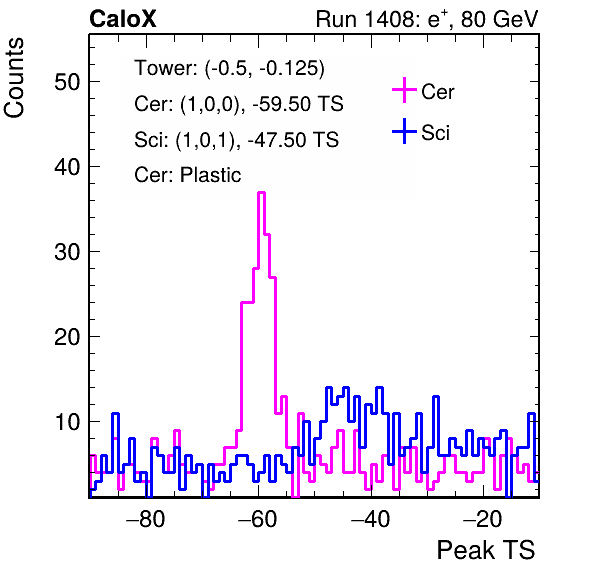 CaloX Run 1408: e⁺, 80 GeV
Counts
Tower: (-0.5, -0.125)
Cer: (1,0,0), -59.50 TS
Sci: (1,0,1), -47.50 TS
Cer: Plastic
Cer
Sci
50
40
30
20
10
−80 −60 −40 −20
Peak TS